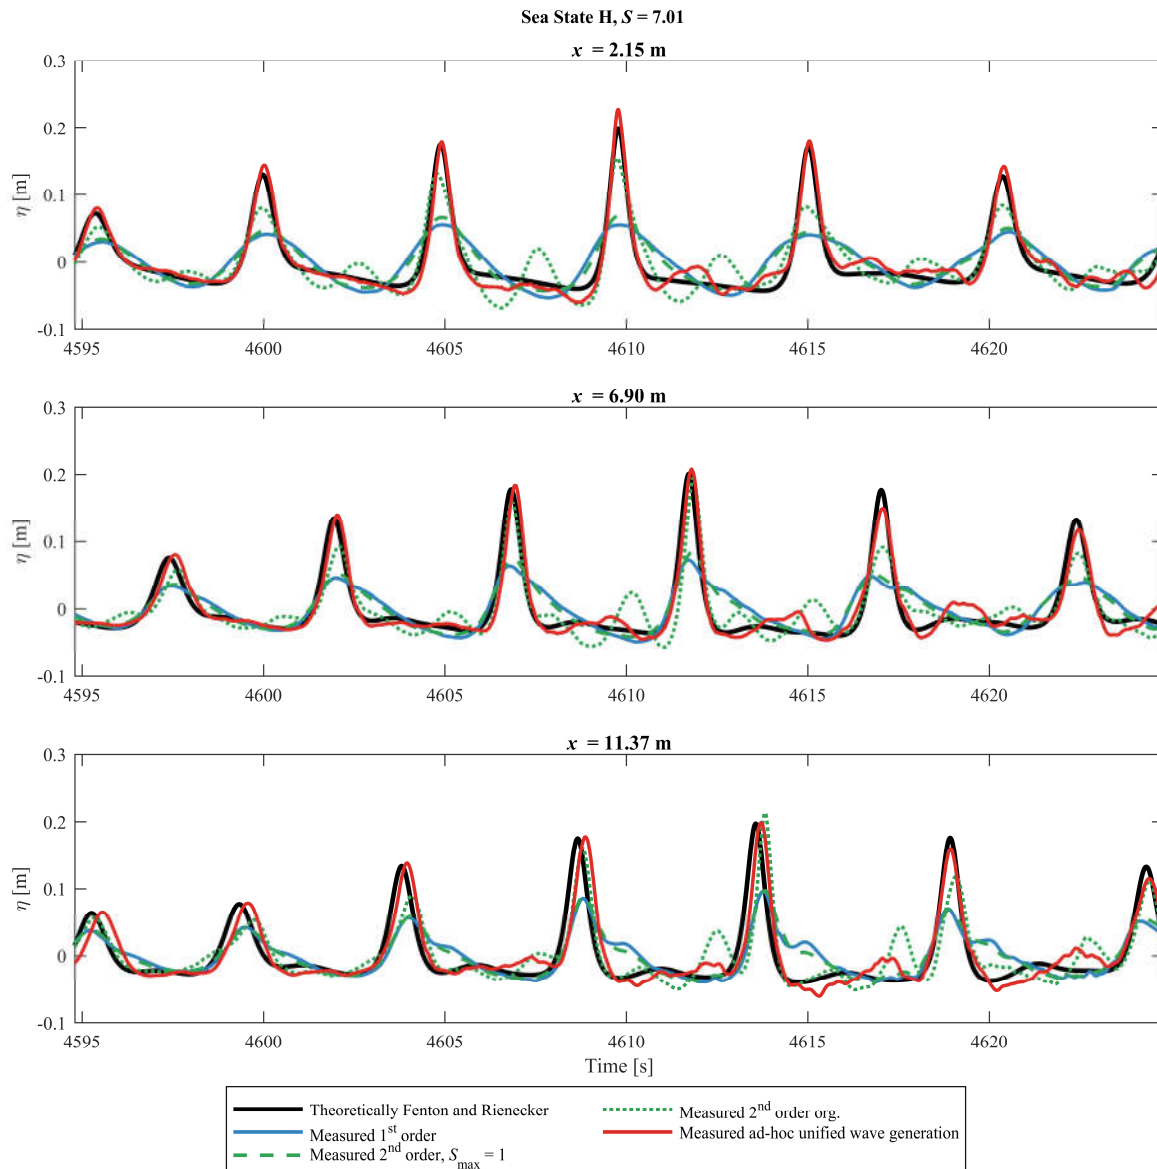 Sea State H, S = 7.01
x = 2.15 m
0.3
0.2
0.1
0
-0.1
η [m]
4595 4600 4605 4610 4615 4620
x = 6.90 m
0.3
0.2
0.1
0
-0.1
η [m]
4595 4600 4605 4610 4615 4620
x = 11.37 m
0.3
0.2
0.1
0
-0.1
η [m]
4595 4600 4605 4610 4615 4620
Time [s]
Theoretically Fenton and Rienecker
Measured 1st order
Measured 2nd order, Smax = 1
Measured 2nd order org.
Measured ad-hoc unified wave generation